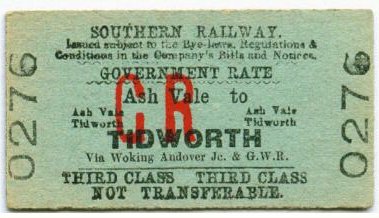 SOUTHERN RAILWAY.
Issued subject to the Bye-laws, Regulations &
Conditions in the Company's Bills and Notices.
GOVERNMENT RATE
Ash Vale to
Ash Vale Ash Vale
Tidworth Tidworth
C.R.
TIDWORTH
Via Woking Andover Jc. & G.W.R.
THIRD CLASS THIRD CLASS
NOT TRANSFERABLE.
0276 0276